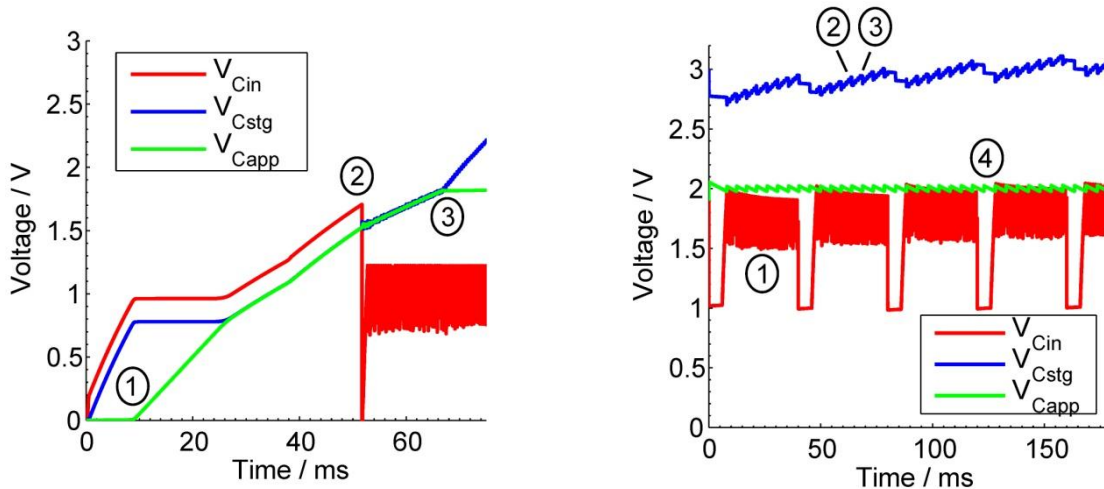 3
2.5
2
1.5
1
0.5
0
Voltage / V
V_Cin
V_Cstg
V_Capp
①
②
③
0 20 40 60
Time / ms
② ③
3
2.5
2
1.5
1
0.5
0
Voltage / V
④
①
V_Cin
V_Cstg
V_Capp
0 50 100 150
Time / ms